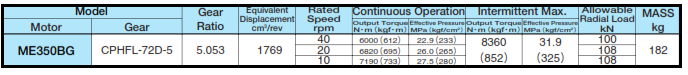 Model Gear Ratio Equivalent Displacement cm³/rev Rated Speed rpm Continuous Operation Intermittent Max. Allowable Radial Load kN MASS kg
Motor Gear Output Torque N·m (kgf·m) Effective Pressure MPa (kgf/cm²) Output Torque N·m (kgf·m) Effective Pressure MPa (kgf/cm²)
ME350BG CPHFL-72D-5 5.053 1769 40 6000 (612) 22.9 (233) 8360 (852) 31.9 (325) 100 182
20 6820 (695) 26.0 (265) 108
10 7190 (733) 27.5 (280) 108